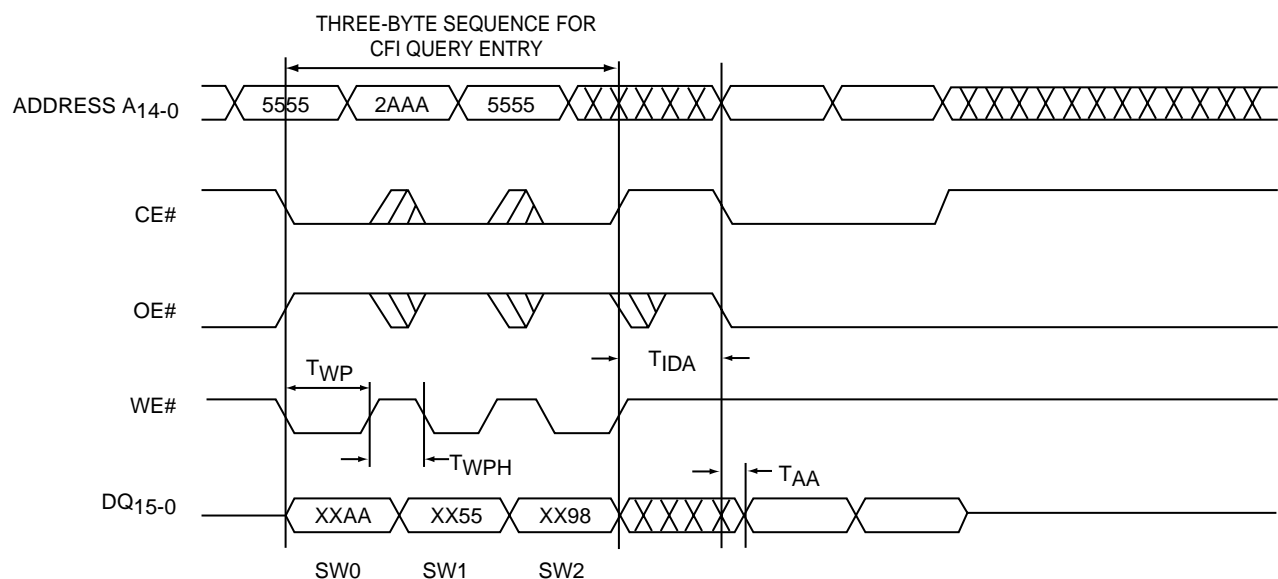 THREE-BYTE SEQUENCE FOR
CFI QUERY ENTRY
ADDRESS A14-0
5555
2AAA
5555
CE#
OE#
TIDA
TWP
WE#
TWPH
TAA
DQ15-0
XXAA
XX55
XX98
SW0
SW1
SW2